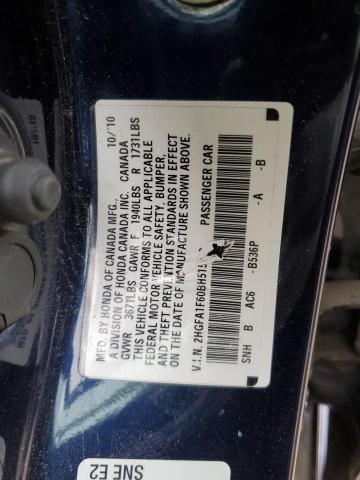 MFD. BY HONDA OF CANADA MFG., 10/'10
A DIVISION OF HONDA CANADA INC. CANADA
GVWR 3671LBS GAWR F 1940LBS R 1731LBS
THIS VEHICLE CONFORMS TO ALL APPLICABLE
FEDERAL MOTOR VEHICLE SAFETY, BUMPER,
AND THEFT PREVENTION STANDARDS IN EFFECT
ON THE DATE OF MANUFACTURE SHOWN ABOVE.
V.I.N. 2HGFA1F60BH515 PASSENGER CAR
SNH B AC6 -B536P -A -B
SNE E2